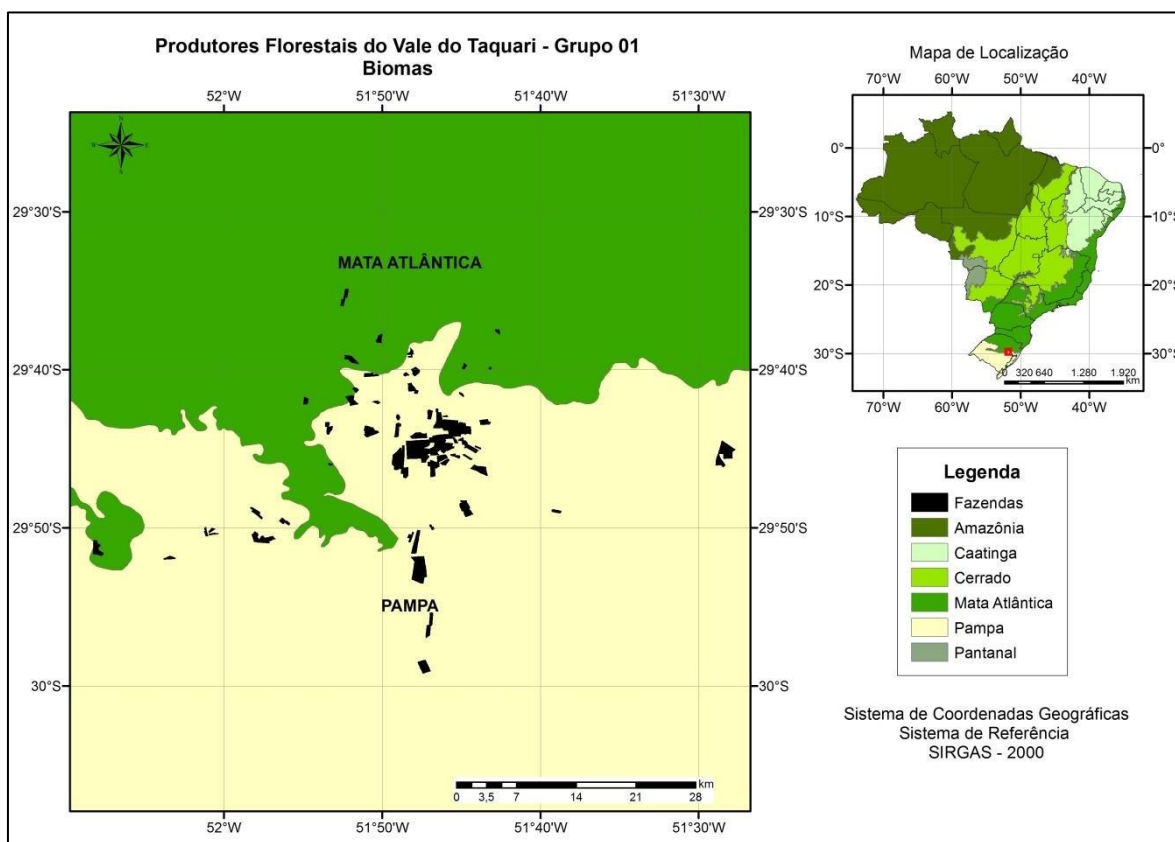 Produtores Florestais do Vale do Taquari - Grupo 01
Biomas
52°W 51°50'W 51°40'W 51°30'W
N
O E
S
29°30'S 29°30'S
MATA ATLÂNTICA
29°40'S 29°40'S
29°50'S 29°50'S
PAMPA
30°S 30°S
km
0 3,5 7 14 21 28
52°W 51°50'W 51°40'W 51°30'W
Mapa de Localização
70°W 60°W 50°W 40°W
0° 0°
10°S 10°S
20°S 20°S
30°S 30°S
0 320 640 1.280 1.920
km
70°W 60°W 50°W 40°W
Legenda
Fazendas
Amazônia
Caatinga
Cerrado
Mata Atlântica
Pampa
Pantanal
Sistema de Coordenadas Geográficas
Sistema de Referência
SIRGAS - 2000